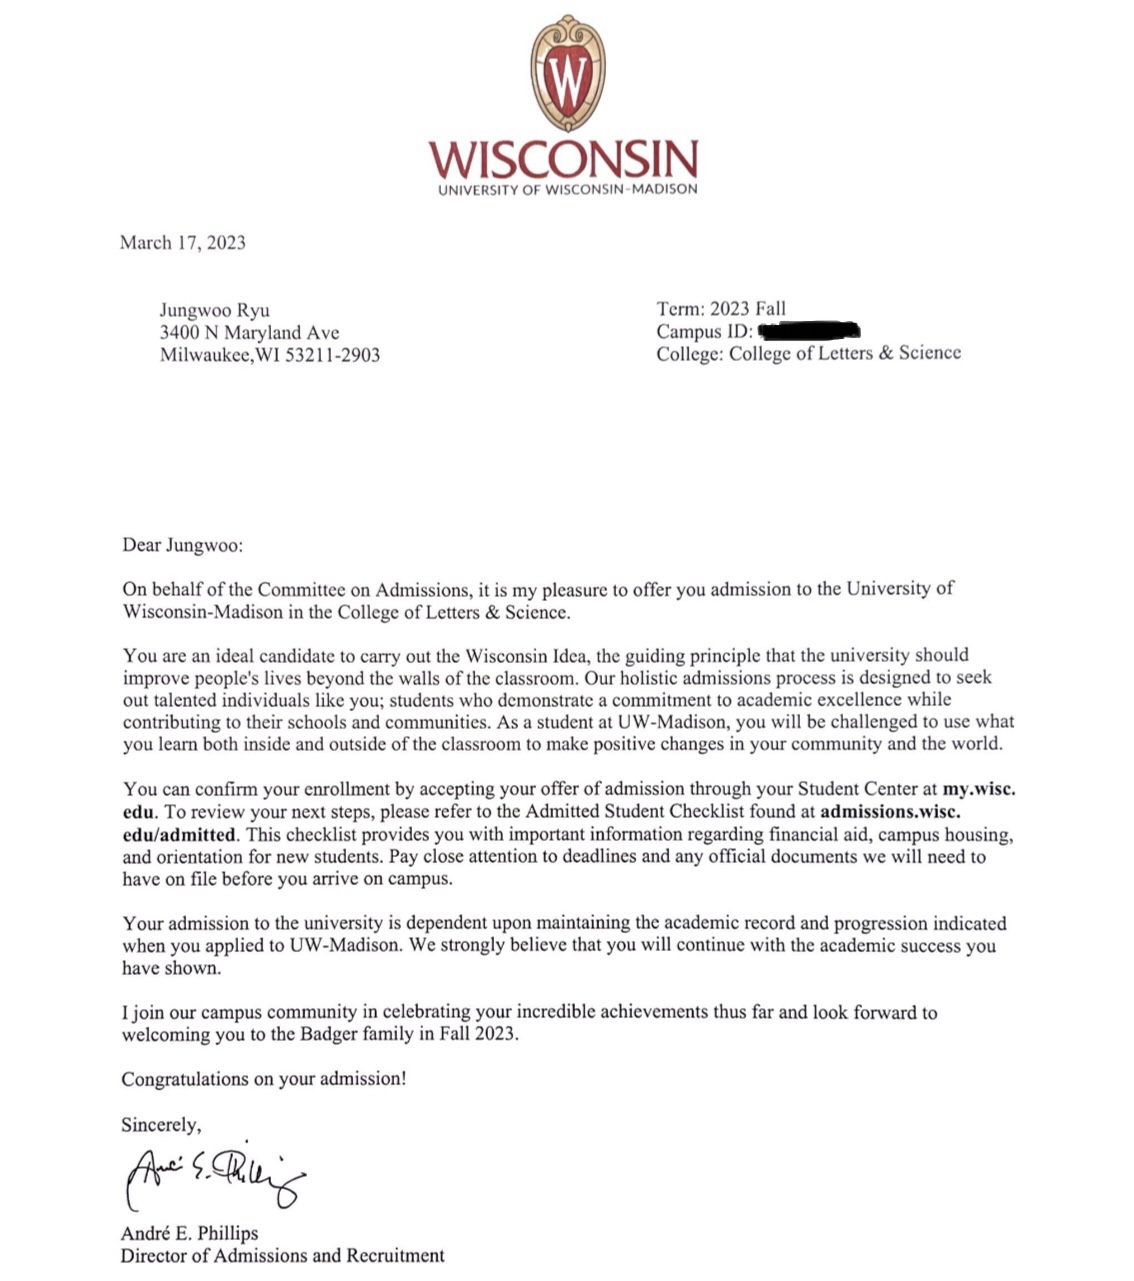 W
WISCONSIN
UNIVERSITY OF WISCONSIN-MADISON
March 17, 2023
Jungwoo Ryu
3400 N Maryland Ave
Milwaukee,WI 53211-2903
Term: 2023 Fall
Campus ID:
College: College of Letters & Science
Dear Jungwoo:
On behalf of the Committee on Admissions, it is my pleasure to offer you admission to the University of
Wisconsin-Madison in the College of Letters & Science.
You are an ideal candidate to carry out the Wisconsin Idea, the guiding principle that the university should
improve people's lives beyond the walls of the classroom. Our holistic admissions process is designed to seek
out talented individuals like you; students who demonstrate a commitment to academic excellence while
contributing to their schools and communities. As a student at UW-Madison, you will be challenged to use what
you learn both inside and outside of the classroom to make positive changes in your community and the world.
You can confirm your enrollment by accepting your offer of admission through your Student Center at my.wisc.
edu. To review your next steps, please refer to the Admitted Student Checklist found at admissions.wisc.
edu/admitted. This checklist provides you with important information regarding financial aid, campus housing,
and orientation for new students. Pay close attention to deadlines and any official documents we will need to
have on file before you arrive on campus.
Your admission to the university is dependent upon maintaining the academic record and progression indicated
when you applied to UW-Madison. We strongly believe that you will continue with the academic success you
have shown.
I join our campus community in celebrating your incredible achievements thus far and look forward to
welcoming you to the Badger family in Fall 2023.
Congratulations on your admission!
Sincerely,
André E. Phillips
André E. Phillips
Director of Admissions and Recruitment